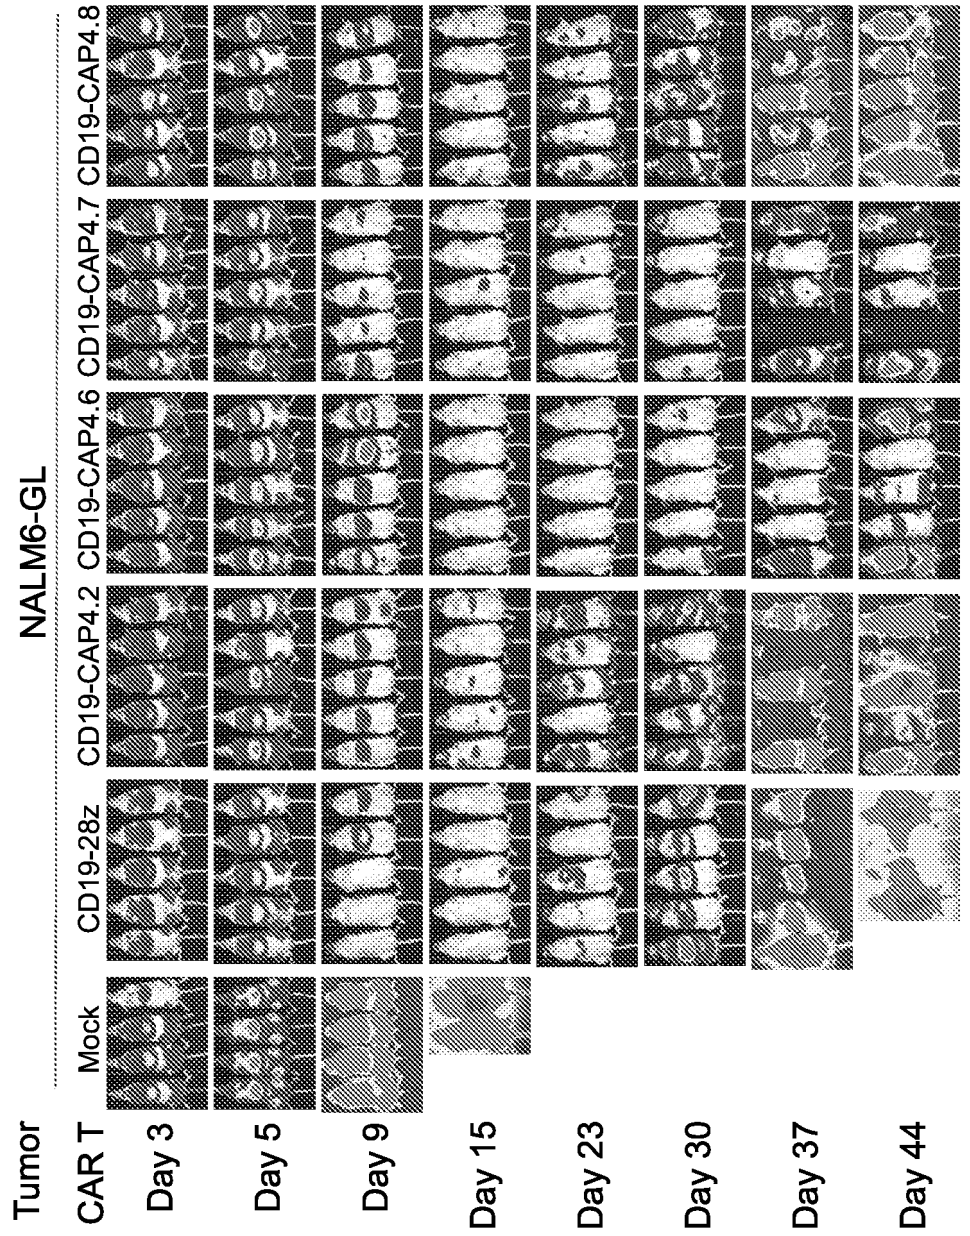 Tumor
NALM6-GL
CAR T
Mock
CD19-28z
CD19-CAP4.2
CD19-CAP4.6
CD19-CAP4.7
CD19-CAP4.8
Day 3
Day 5
Day 9
Day 15
Day 23
Day 30
Day 37
Day 44